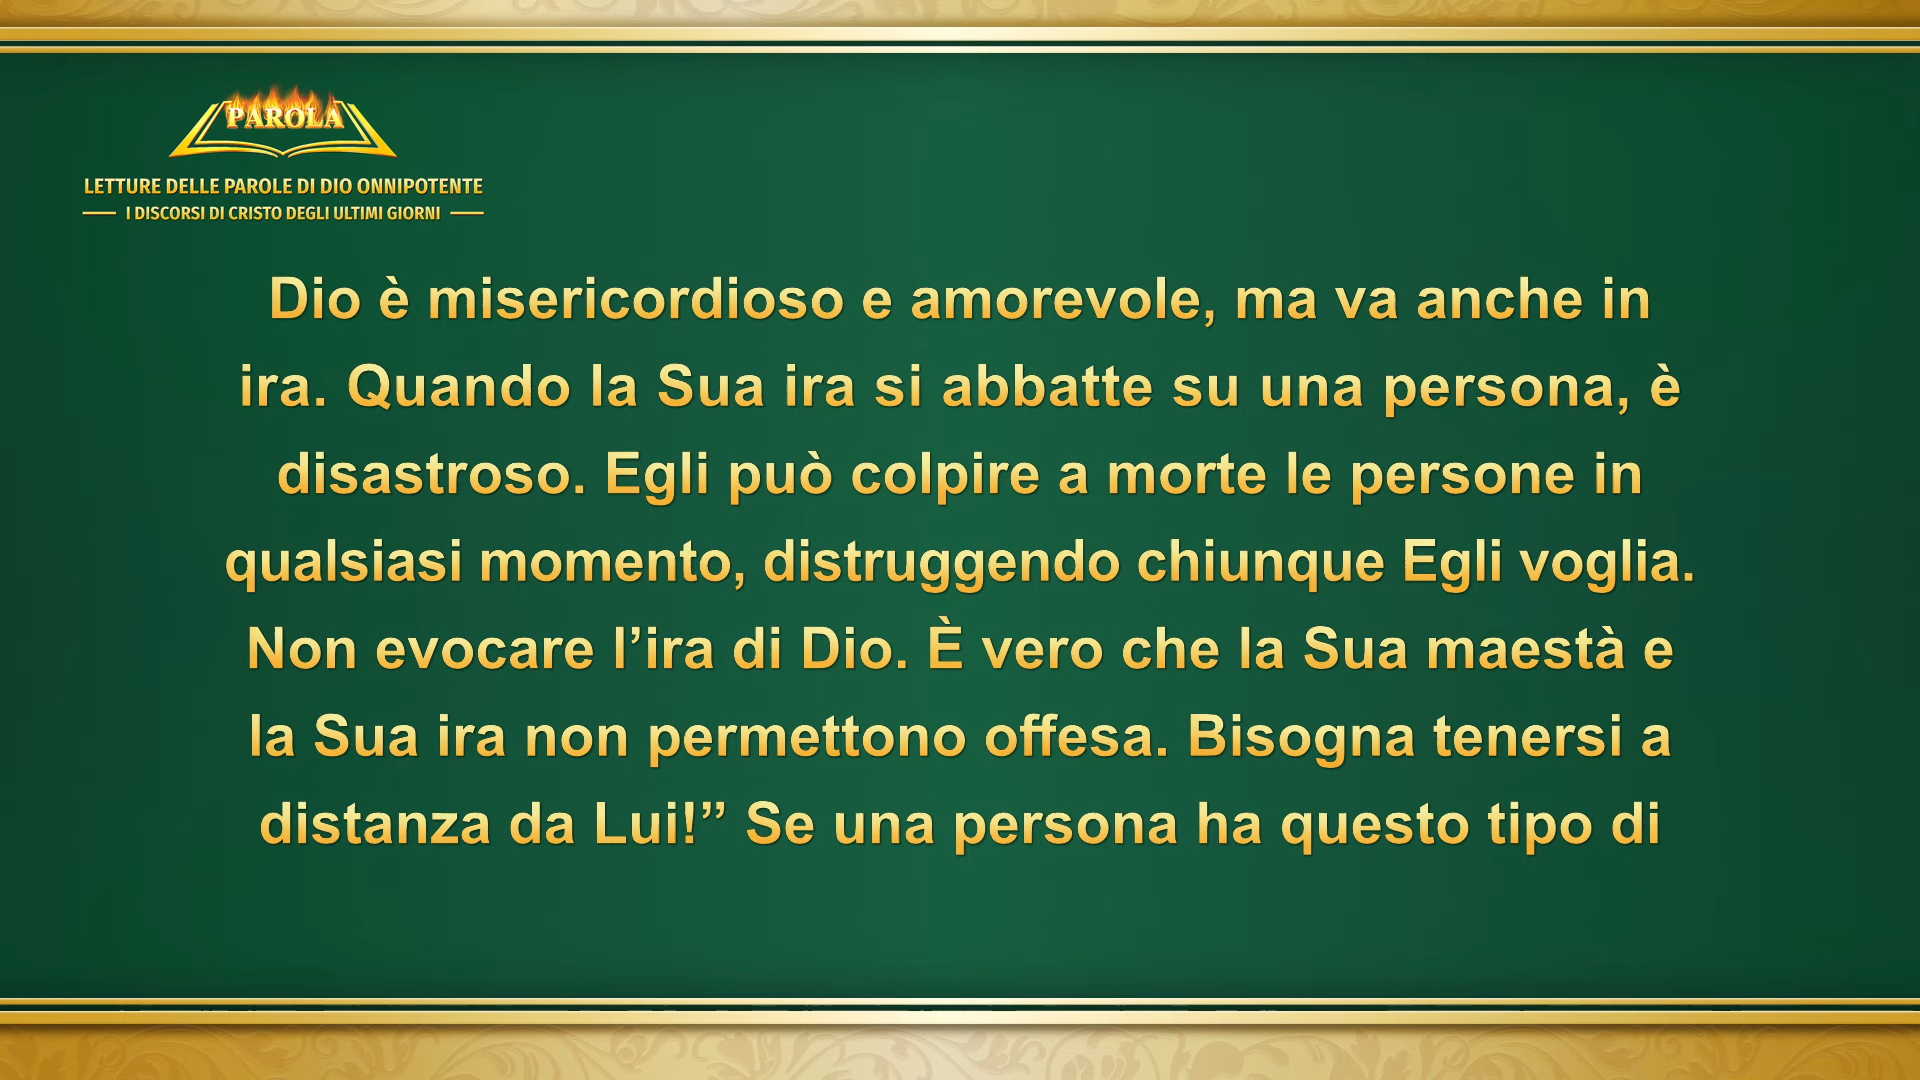 PAROLA
LETTURE DELLE PAROLE DI DIO ONNIPOTENTE
I DISCORSI DI CRISTO DEGLI ULTIMI GIORNI
Dio è misericordioso e amorevole, ma va anche in
ira. Quando la Sua ira si abbatte su una persona, è
disastroso. Egli può colpire a morte le persone in
qualsiasi momento, distruggendo chiunque Egli voglia.
Non evocare l’ira di Dio. È vero che la Sua maestà e
la Sua ira non permettono offesa. Bisogna tenersi a
distanza da Lui!” Se una persona ha questo tipo di